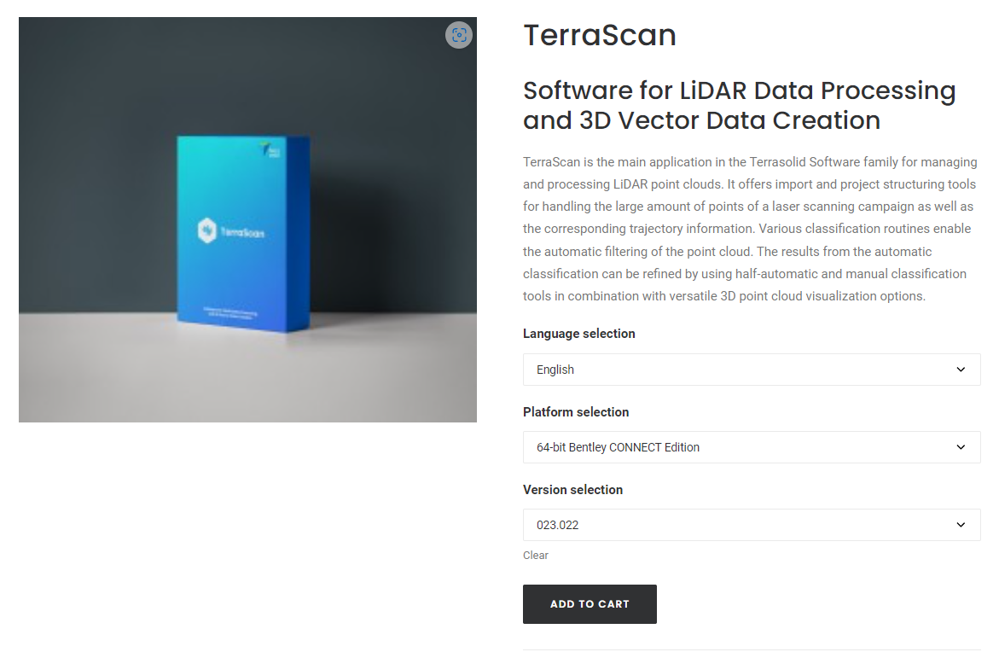 TerraScan
TerraScan
Software for LiDAR Data Processing
and 3D Vector Data Creation
TerraScan is the main application in the Terrasolid Software family for managing
and processing LiDAR point clouds. It offers import and project structuring tools
for handling the large amount of points of a laser scanning campaign as well as
the corresponding trajectory information. Various classification routines enable
the automatic filtering of the point cloud. The results from the automatic
classification can be refined by using half-automatic and manual classification
tools in combination with versatile 3D point cloud visualization options.
Language selection
English
Platform selection
64-bit Bentley CONNECT Edition
Version selection
023.022
Clear
ADD TO CART